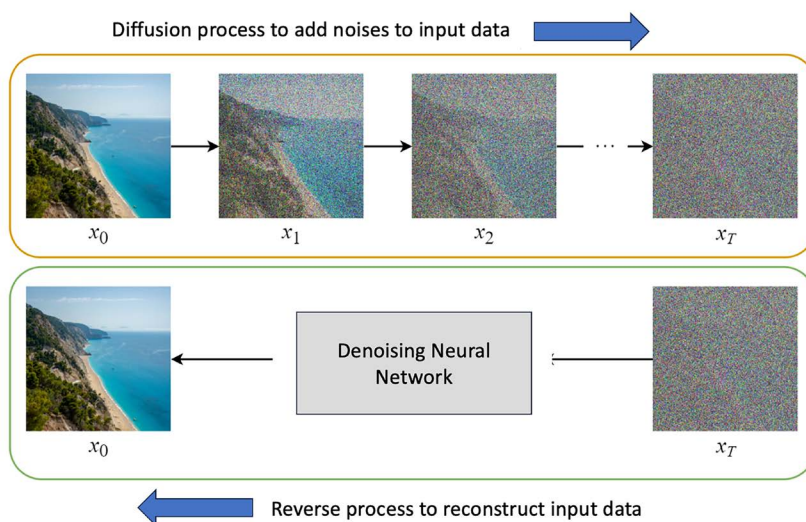 Diffusion process to add noises to input data
...
x0
x1
x2
xT
Denoising Neural
Network
x0
xT
Reverse process to reconstruct input data